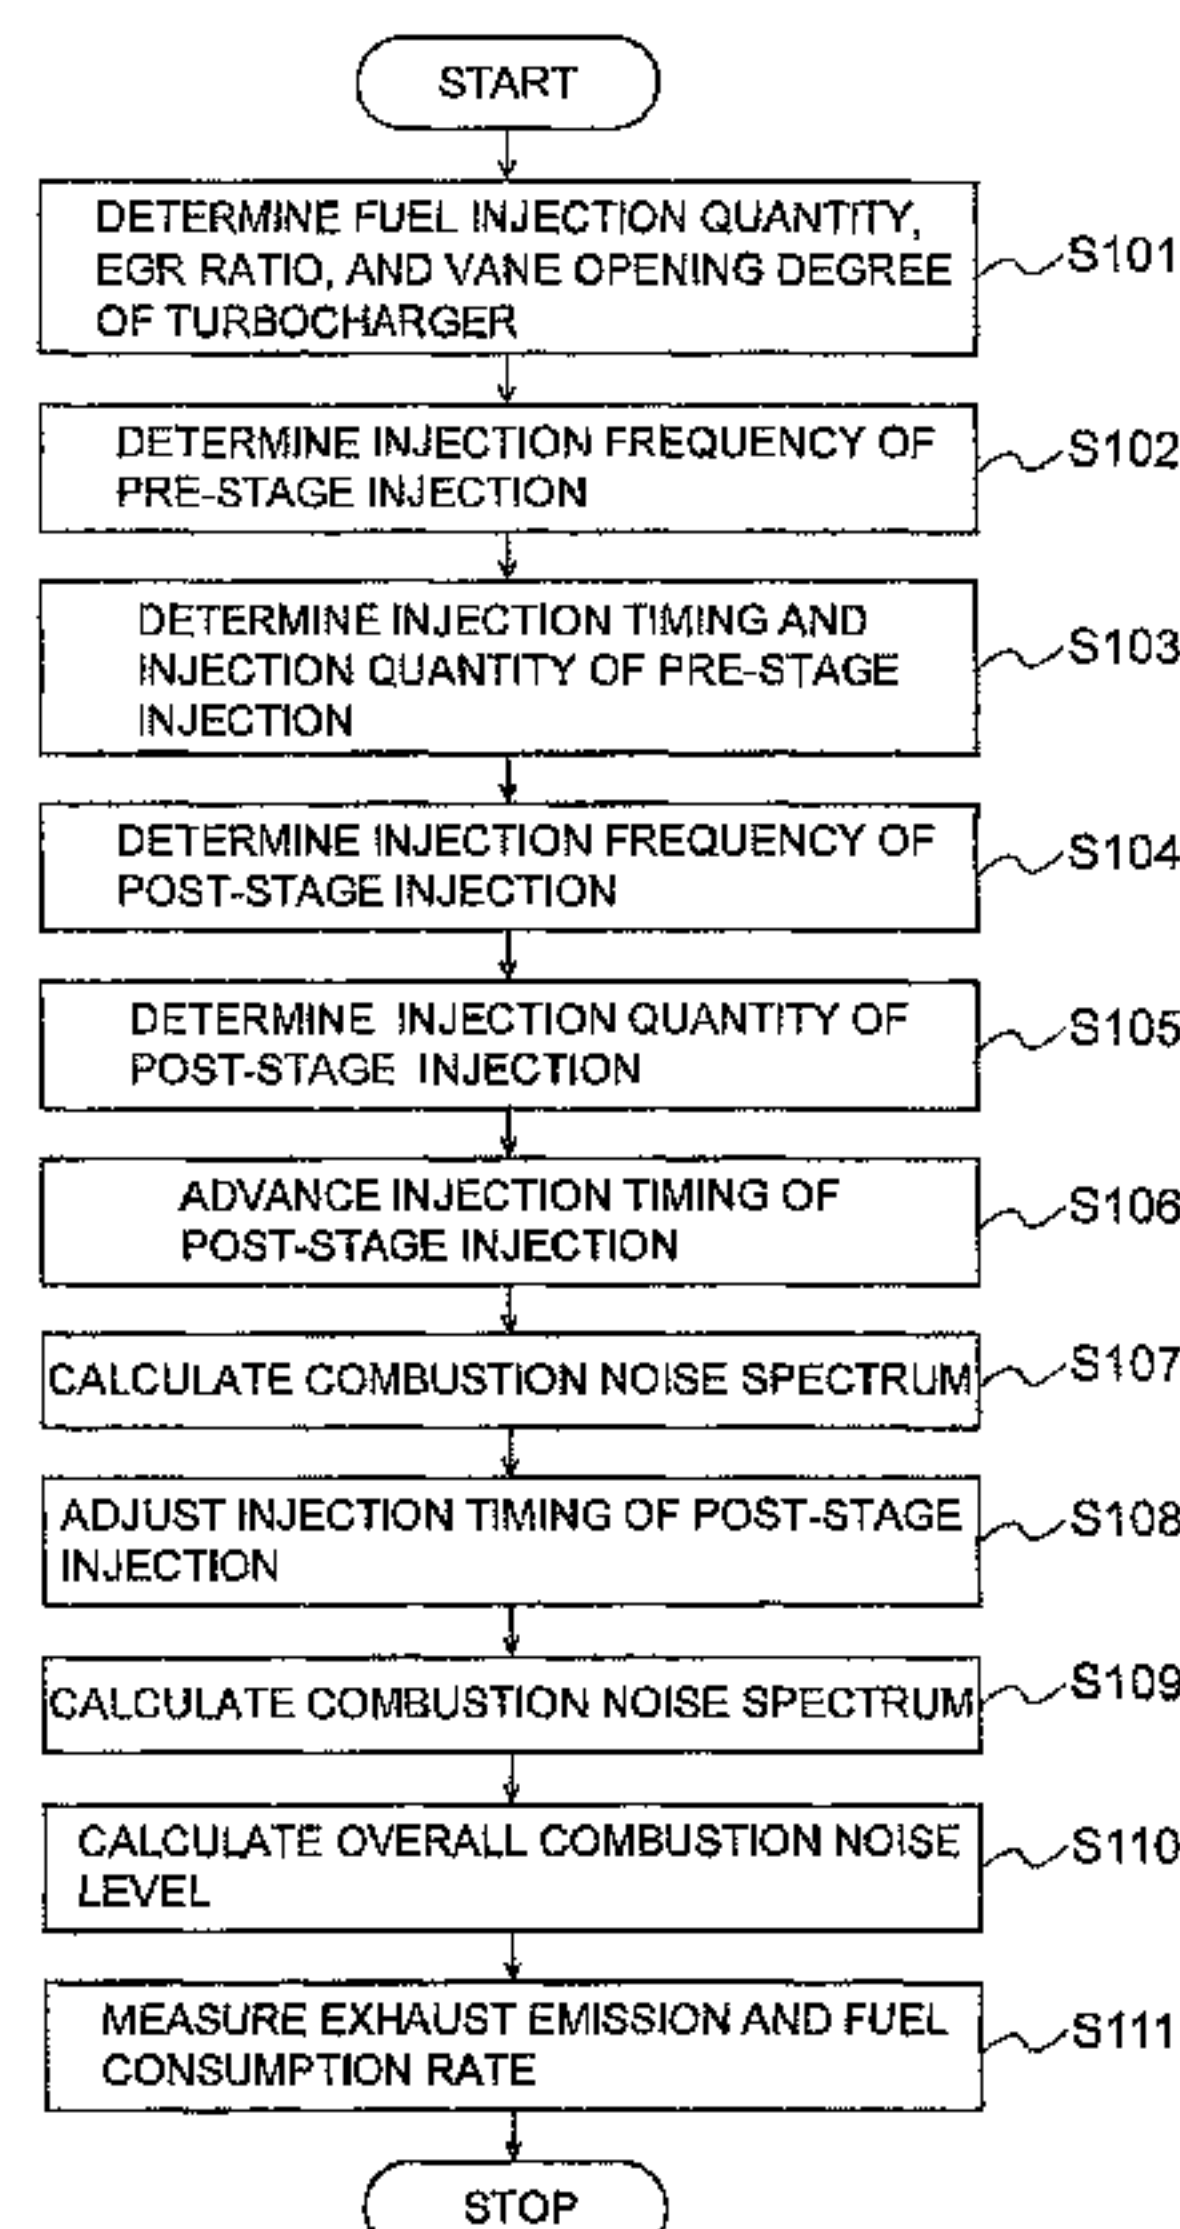 START
DETERMINE FUEL INJECTION QUANTITY,
EGR RATIO, AND VANE OPENING DEGREE
OF TURBOCHARGER
S101
DETERMINE INJECTION FREQUENCY OF
PRE-STAGE INJECTION
S102
DETERMINE INJECTION TIMING AND
INJECTION QUANTITY OF PRE-STAGE
INJECTION
S103
DETERMINE INJECTION FREQUENCY OF
POST-STAGE INJECTION
S104
DETERMINE INJECTION QUANTITY OF
POST-STAGE INJECTION
S105
ADVANCE INJECTION TIMING OF
POST-STAGE INJECTION
S106
CALCULATE COMBUSTION NOISE SPECTRUM
S107
ADJUST INJECTION TIMING OF POST-STAGE
INJECTION
S108
CALCULATE COMBUSTION NOISE SPECTRUM
S109
CALCULATE OVERALL COMBUSTION NOISE
LEVEL
S110
MEASURE EXHAUST EMISSION AND FUEL
CONSUMPTION RATE
S111
STOP